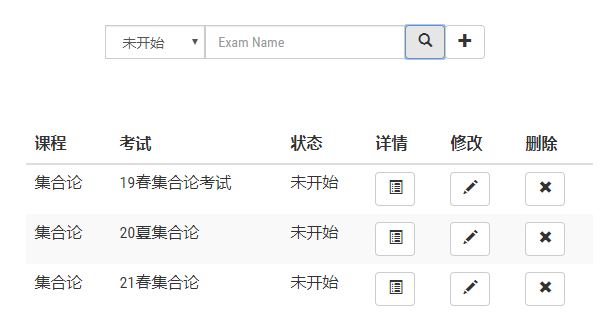 未开始 Exam Name
课程 考试 状态 详情 修改 删除
集合论 19春集合论考试 未开始
集合论 20夏集合论 未开始
集合论 21春集合论 未开始